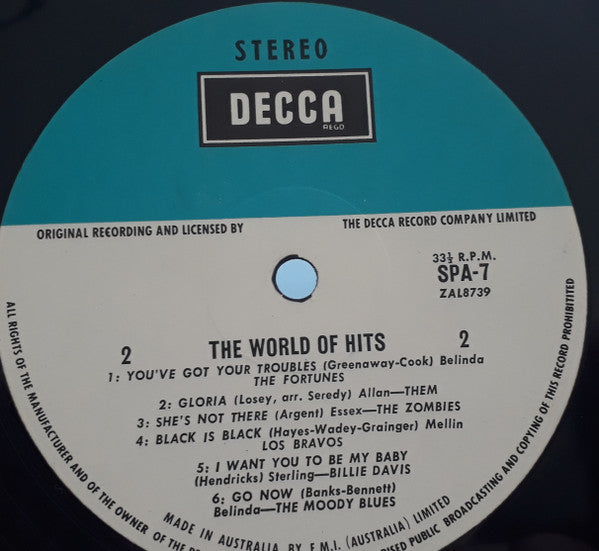 STEREO
DECCA
REGD
ORIGINAL RECORDING AND LICENSED BY THE DECCA RECORD COMPANY LIMITED
33⅓ R.P.M.
SPA-7
ZAL8739
2 THE WORLD OF HITS 2
1: YOU'VE GOT YOUR TROUBLES (Greenaway-Cook) Belinda
THE FORTUNES
2: GLORIA (Losey, arr. Seredy) Allan—THEM
3: SHE'S NOT THERE (Argent) Essex—THE ZOMBIES
4: BLACK IS BLACK (Hayes-Wadey-Grainger) Mellin
LOS BRAVOS
5: I WANT YOU TO BE MY BABY
(Hendricks) Sterling—BILLIE DAVIS
6: GO NOW (Banks-Bennett)
Belinda—THE MOODY BLUES
MADE IN AUSTRALIA BY E.M.I. (AUSTRALIA) LIMITED
ALL RIGHTS OF THE MANUFACTURER AND OF THE OWNER OF THE
BROADCASTING AND COPYING OF THIS RECORD PROHIBITITED
PUBLIC